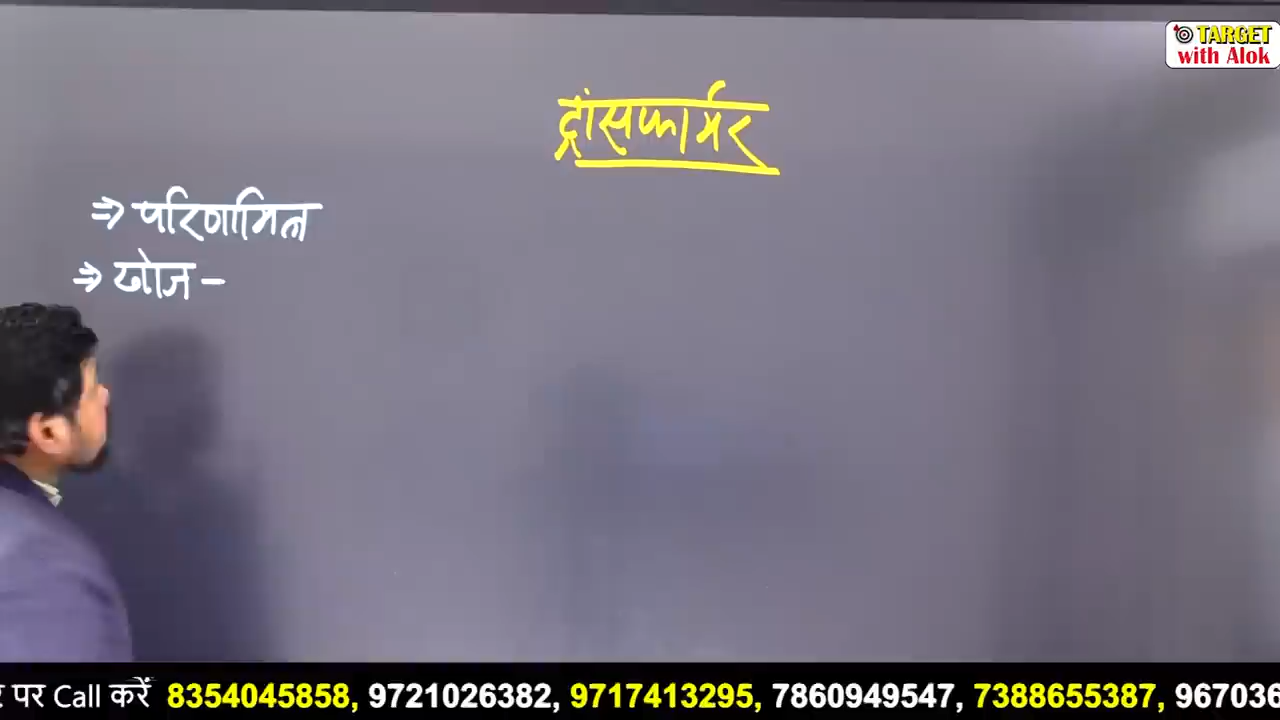 TARGET
with Alok
ट्रांसफार्मर
⇒ परिणामित्र
⇒ खोज -
र पर Call करें 8354045858, 9721026382, 9717413295, 7860949547, 7388655387, 967036